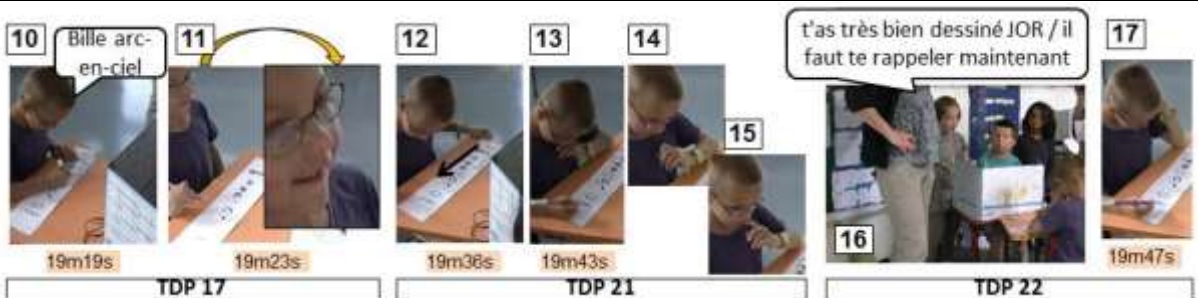 10
Bille arc-
en-ciel
11
12
13
14
15
t'as très bien dessiné JOR / il
faut te rappeler maintenant
16
17
19m19s
19m23s
19m36s
19m43s
19m47s
TDP 17
TDP 21
TDP 22